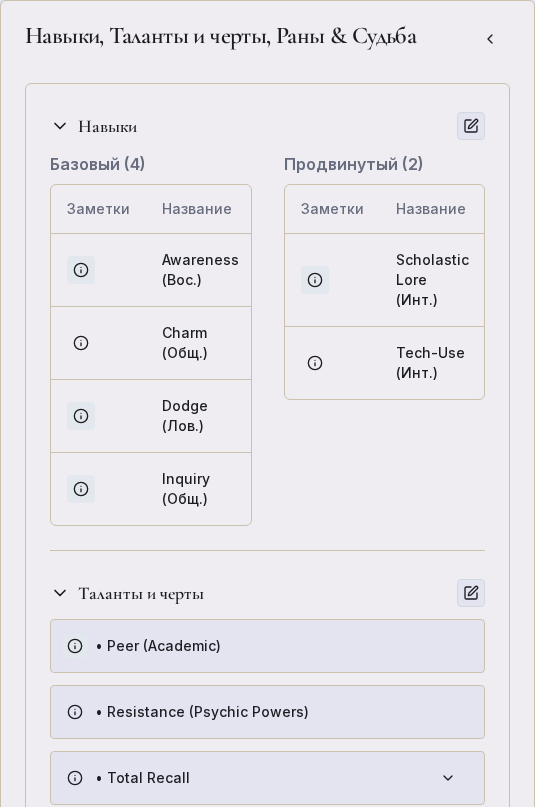 Навыки, Таланты и черты, Раны & Судьба
Навыки
Базовый (4)
Заметки Название
Awareness
(Вос.)
Charm
(Общ.)
Dodge
(Лов.)
Inquiry
(Общ.)
Продвинутый (2)
Заметки Название
Scholastic
Lore
(Инт.)
Tech-Use
(Инт.)
Таланты и черты
• Peer (Academic)
• Resistance (Psychic Powers)
• Total Recall